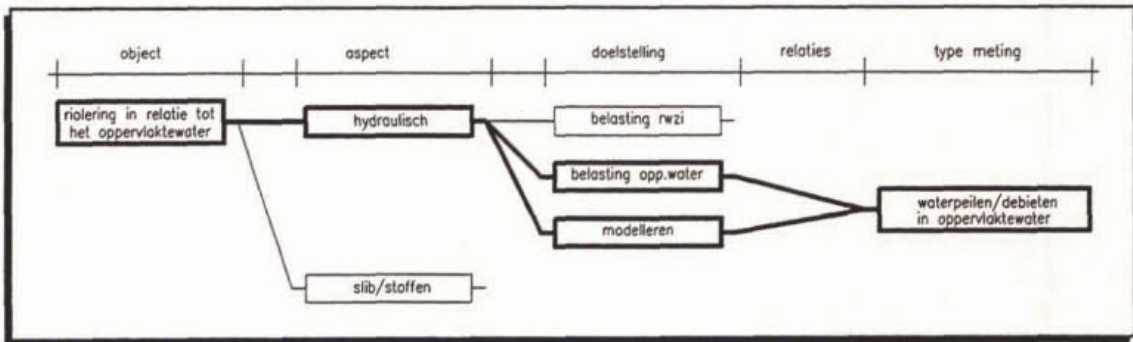 object aspect doelstelling relaties type meting
riolering in relatie tot
het oppervlaktewater
hydraulisch
belasting rwzi
belasting opp.water
waterpeilen/debieten
in oppervlaktewater
modelleren
slib/stoffen